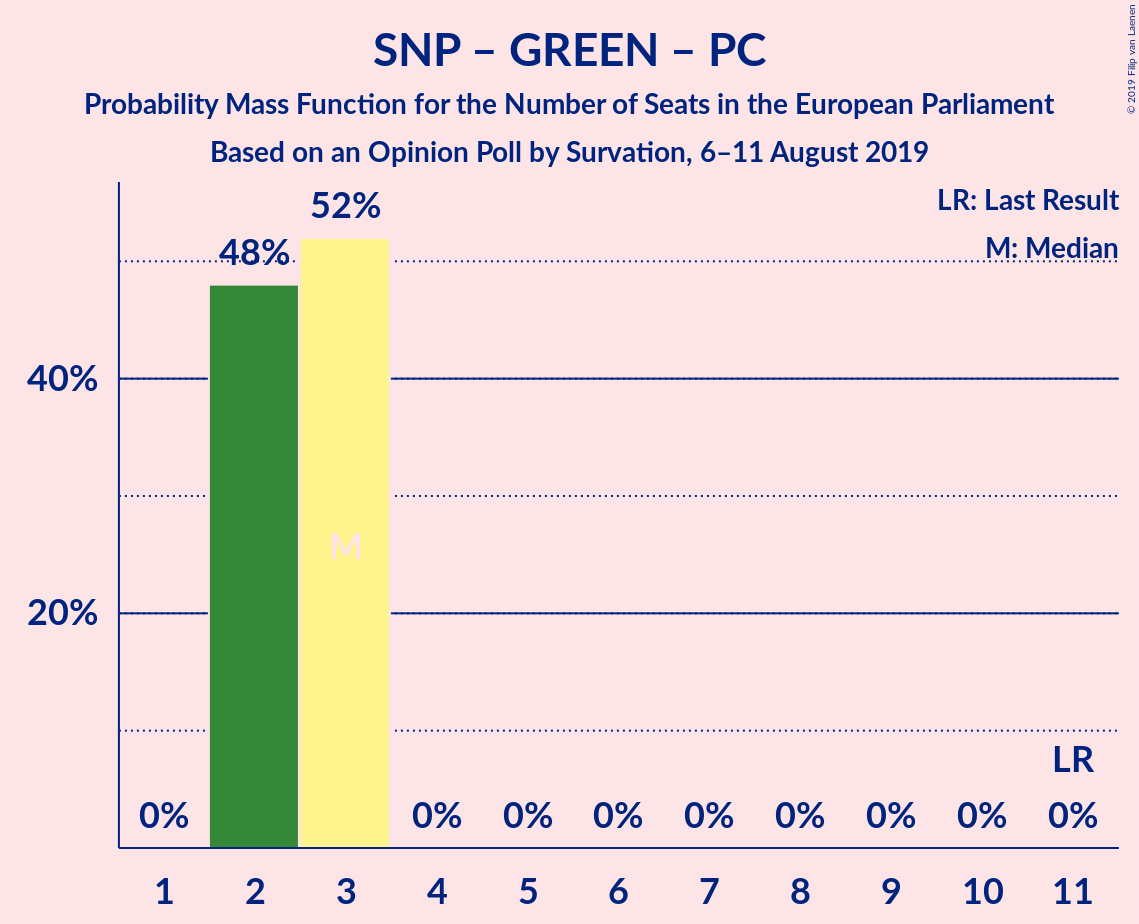 SNP – GREEN – PC
Probability Mass Function for the Number of Seats in the European Parliament
Based on an Opinion Poll by Survation, 6–11 August 2019
© 2019 Filip van Laenen
LR: Last Result
M: Median
52%
48%
40%
M
20%
LR
0% 0% 0% 0% 0% 0% 0% 0% 0%
1 2 3 4 5 6 7 8 9 10 11